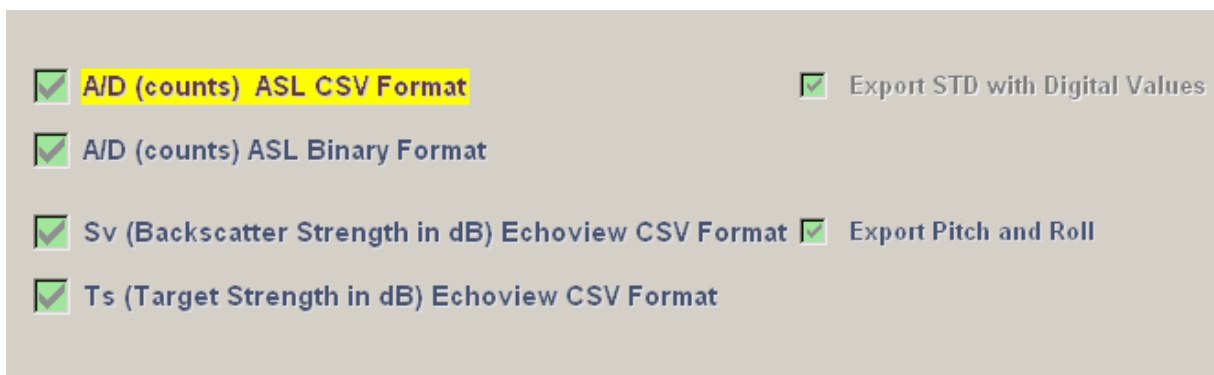 A/D (counts)  ASL CSV Format
Export STD with Digital Values
A/D (counts) ASL Binary Format
Sv (Backscatter Strength in dB) Echoview CSV Format
Export Pitch and Roll
Ts (Target Strength in dB) Echoview CSV Format